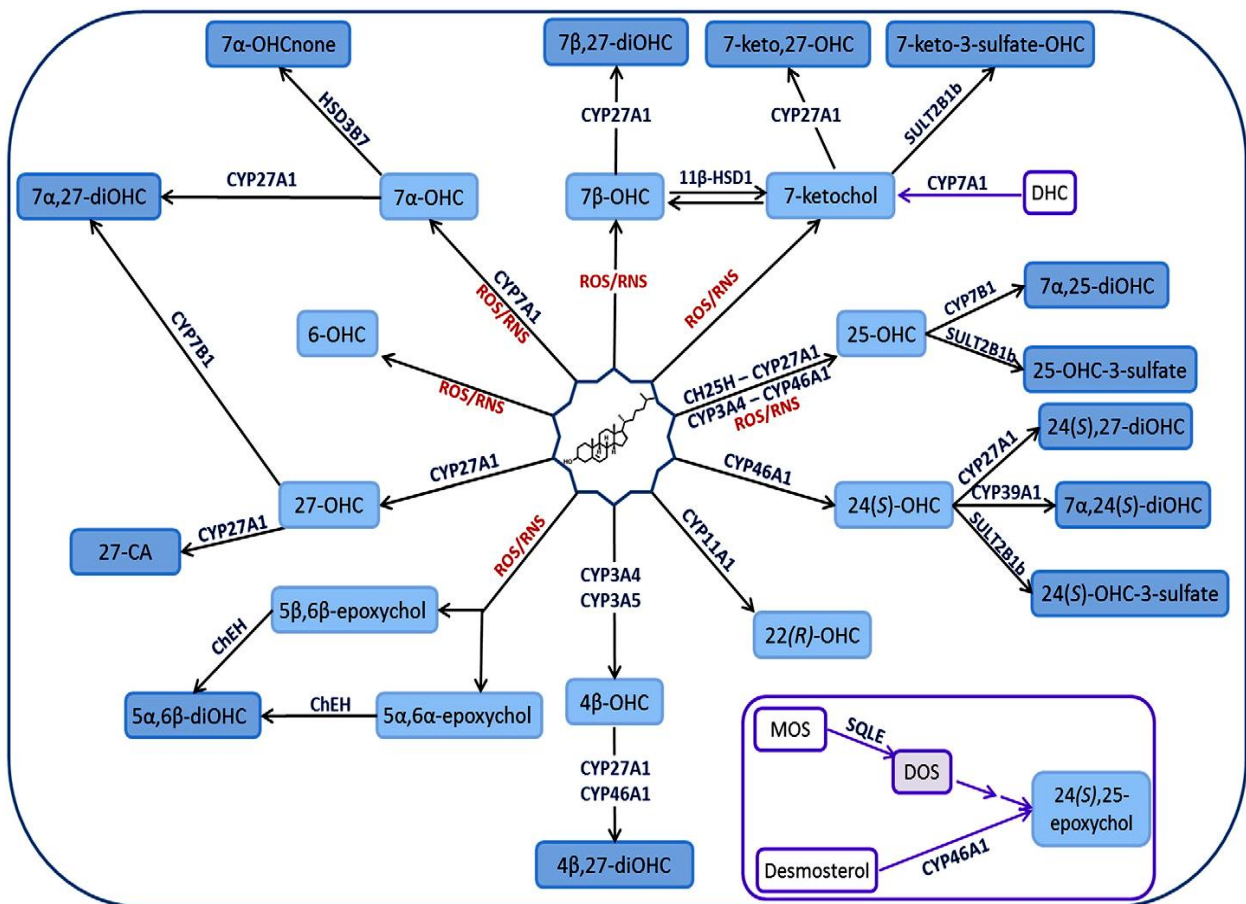 7α-OHCnone
7β,27-diOHC
7-keto,27-OHC
7-keto-3-sulfate-OHC
HSD3B7
CYP27A1
CYP27A1
SULT2B1b
7α,27-diOHC
CYP27A1
7α-OHC
7β-OHC
11β-HSD1
7-ketochol
CYP7A1
DHC
CYP7A1
ROS/RNS
ROS/RNS
ROS/RNS
CYP7B1
6-OHC
ROS/RNS
25-OHC
CYP7B1
7α,25-diOHC
SULT2B1b
25-OHC-3-sulfate
CH25H – CYP27A1
CYP3A4 – CYP46A1
ROS/RNS
HO
H
H
H
CYP27A1
CYP46A1
24(S)-OHC
CYP27A1
24(S),27-diOHC
CYP39A1
7α,24(S)-diOHC
SULT2B1b
24(S)-OHC-3-sulfate
27-OHC
CYP27A1
27-CA
ROS/RNS
CYP3A4
CYP3A5
CYP11A1
22(R)-OHC
5β,6β-epoxychol
ChEH
5α,6β-diOHC
ChEH
5α,6α-epoxychol
4β-OHC
CYP27A1
CYP46A1
4β,27-diOHC
MOS
SQLE
DOS
24(S),25-
epoxychol
Desmosterol
CYP46A1